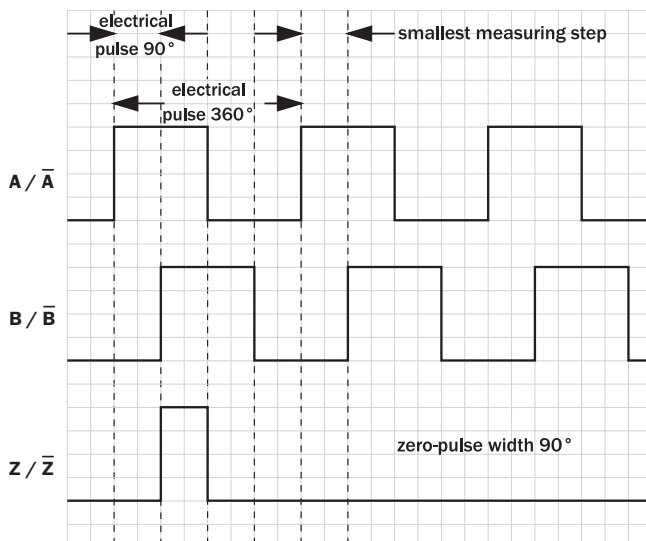 electrical
pulse 90°
smallest measuring step
electrical
pulse 360°
A / A̅
B / B̅
Z / Z̅
zero-pulse width 90°